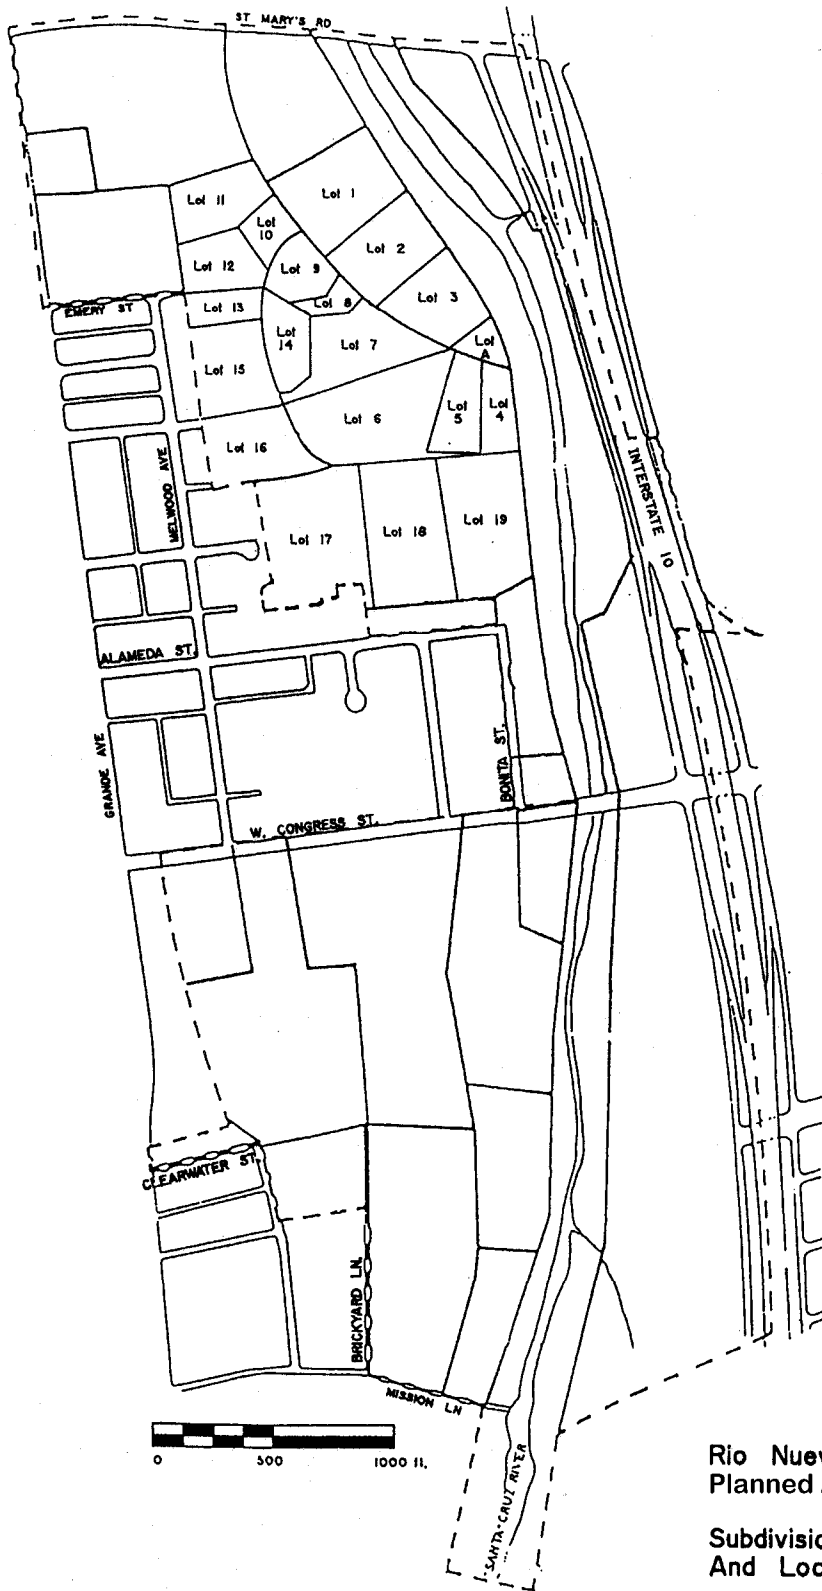 ST MARY'S RD
Lot 11
Lot 1
Lot
10
Lot 2
Lot 12
Lot 9
Lot 3
Lot 8
EMERY ST
Lot 13
Lot
14
Lot 7
Lot
A
Lot 15
Lot 6
Lot
5
Lot
4
Lot 16
MELWOOD AVE
INTERSTATE 10
Lot 17
Lot 18
Lot 19
ALAMEDA ST.
GRANDE AVE
BONITA ST.
W. CONGRESS ST.
CLEARWATER ST.
BRICKYARD LN.
MISSION LN
0 500 1000 ft.
SANTA CRUZ RIVER
Rio
Planned
And